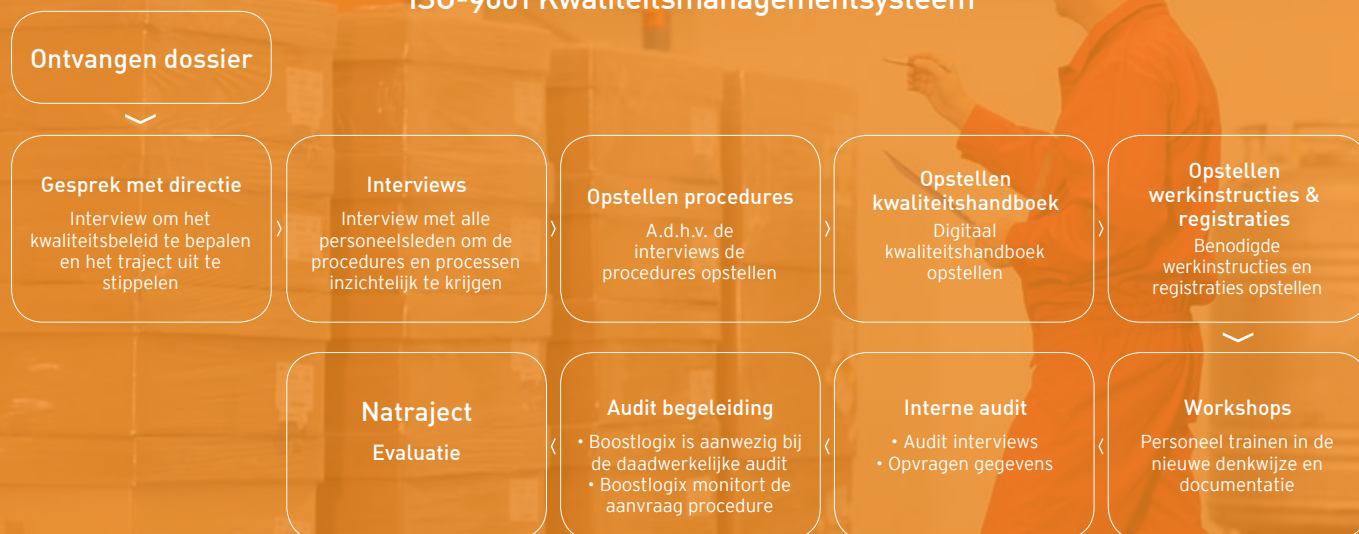 ISO-9001 Kwaliteitsmanagementsysteem
Ontvangen dossier
Gesprek met directie
Interview om het
kwaliteitsbeleid te bepalen
en het traject uit te
stippelen
Interviews
Interview met alle
personeelsleden om de
procedures en processen
inzichtelijk te krijgen
Opstellen procedures
A.d.h.v. de
interviews de
procedures opstellen
Opstellen
kwaliteitshandboek
Digitaal
kwaliteitshandboek
opstellen
Opstellen
werkinstructies &
registraties
Benodigde
werkinstructies en
registraties opstellen
Workshops
Personeel trainen in de
nieuwe denkwijze en
documentatie
Interne audit
• Audit interviews
• Opvragen gegevens
Audit begeleiding
• Boostlogix is aanwezig bij
de daadwerkelijke audit
• Boostlogix monitort de
aanvraag procedure
Natraject
Evaluatie